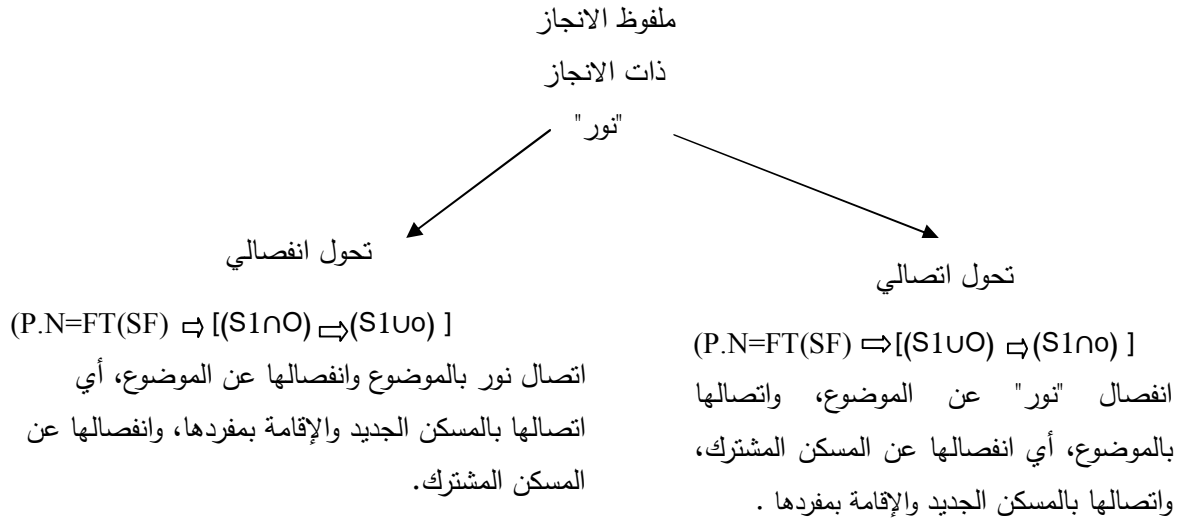 ملفوظ الانجاز
ذات الانجاز
"نور"
تحول اتصالي
(P.N=FT(SF) ⇨[(S1∪O) ⇨(S1∩o) ]
انفصال "نور" عن الموضوع، واتصالها
بالموضوع، أي انفصالها عن المسكن المشترك،
واتصالها بالمسكن الجديد والإقامة بمفردها .
تحول انفصالي
(P.N=FT(SF) ⇨ [(S1∩O) ⇨(S1∪o) ]
اتصال نور بالموضوع وانفصالها عن الموضوع، أي
اتصالها بالمسكن الجديد والإقامة بمفردها، وانفصالها عن
المسكن المشترك.